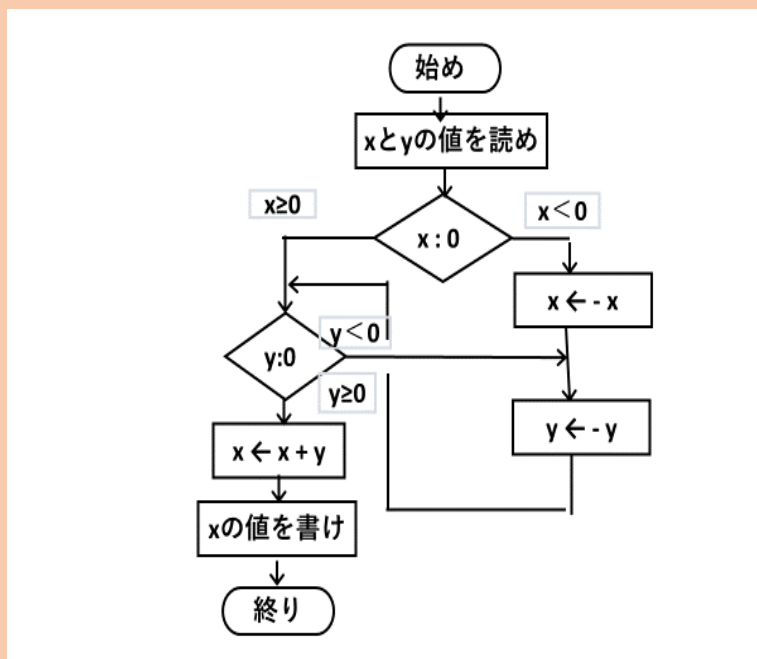 始め
xとyの値を読め
x≥0
x<0
x : 0
x ← - x
y<0
y:0
y≥0
y ← - y
x ← x + y
xの値を書け
終り